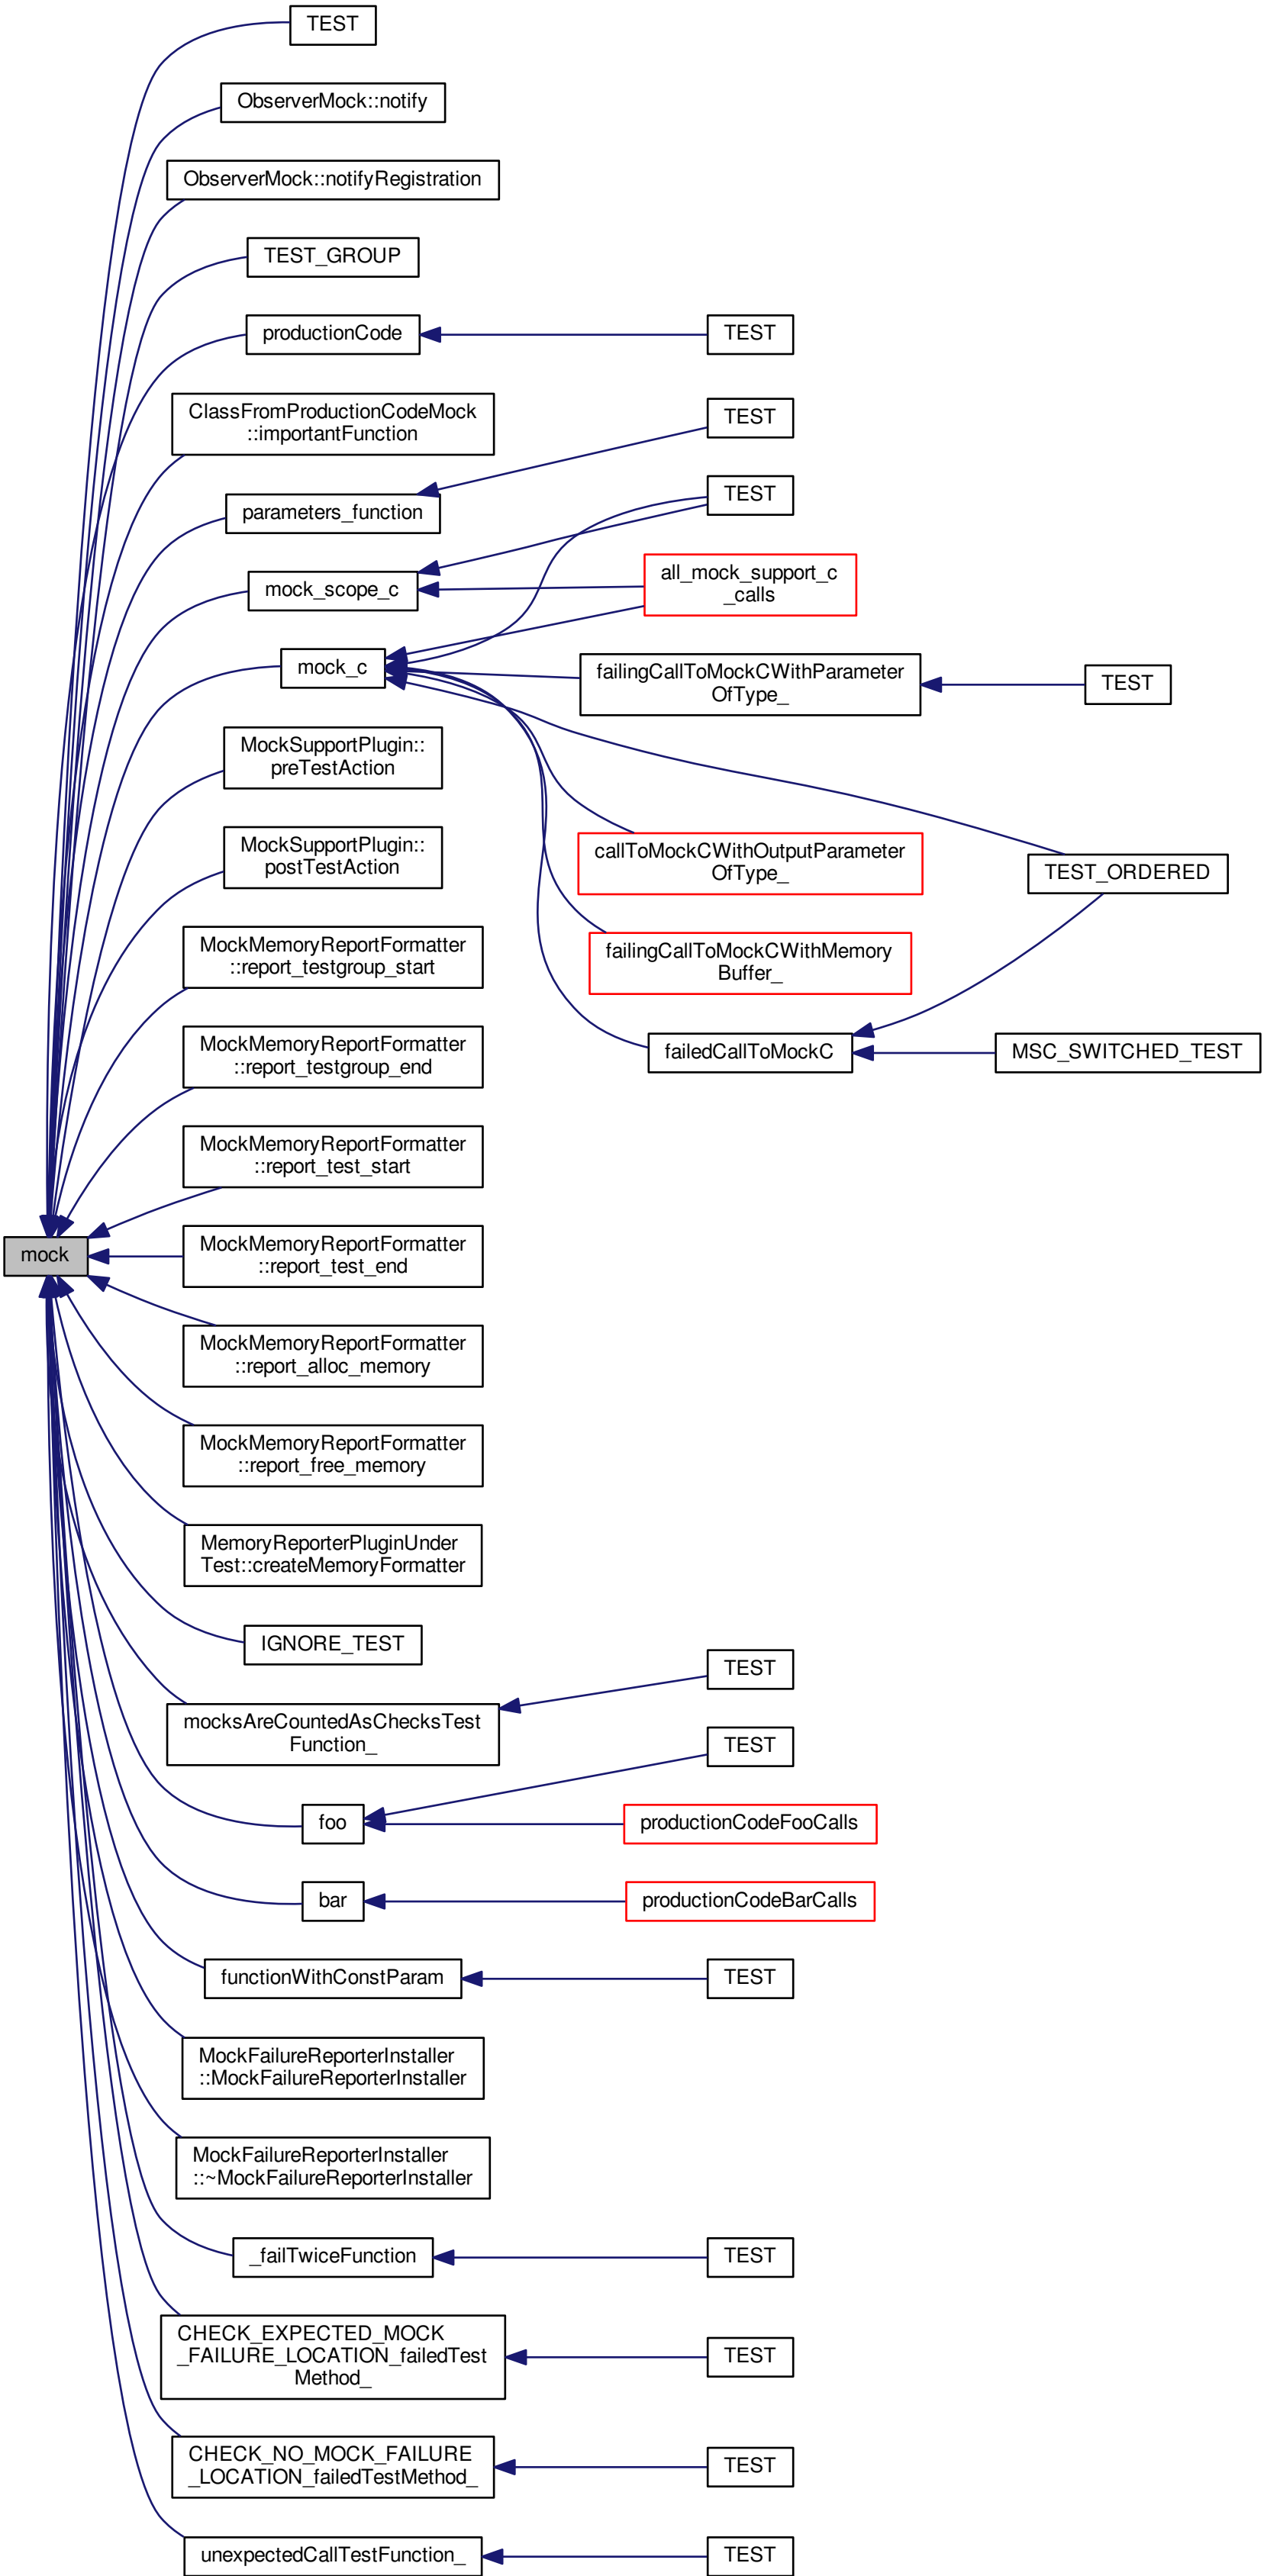 TEST
ObserverMock::notify
ObserverMock::notifyRegistration
TEST_GROUP
productionCode
TEST
ClassFromProductionCodeMock
::importantFunction
TEST
parameters_function
TEST
mock_scope_c
all_mock_support_c
_calls
mock_c
failingCallToMockCWithParameter
OfType_
TEST
MockSupportPlugin::
preTestAction
MockSupportPlugin::
postTestAction
callToMockCWithOutputParameter
OfType_
TEST_ORDERED
MockMemoryReportFormatter
::report_testgroup_start
failingCallToMockCWithMemory
Buffer_
MockMemoryReportFormatter
::report_testgroup_end
failedCallToMockC
MSC_SWITCHED_TEST
MockMemoryReportFormatter
::report_test_start
mock
MockMemoryReportFormatter
::report_test_end
MockMemoryReportFormatter
::report_alloc_memory
MockMemoryReportFormatter
::report_free_memory
MemoryReporterPluginUnder
Test::createMemoryFormatter
IGNORE_TEST
mocksAreCountedAsChecksTest
Function_
TEST
TEST
foo
productionCodeFooCalls
bar
productionCodeBarCalls
functionWithConstParam
TEST
MockFailureReporterInstaller
::MockFailureReporterInstaller
MockFailureReporterInstaller
::~MockFailureReporterInstaller
_failTwiceFunction
TEST
CHECK_EXPECTED_MOCK
_FAILURE_LOCATION_failedTest
Method_
TEST
CHECK_NO_MOCK_FAILURE
_LOCATION_failedTestMethod_
TEST
unexpectedCallTestFunction_
TEST